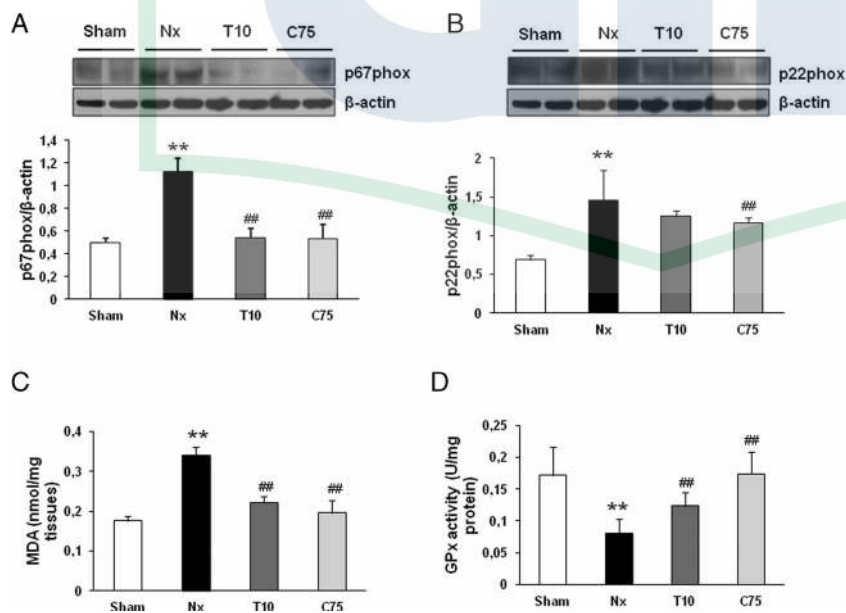 A
Sham Nx T10 C75
p67phox
β-actin
p67phox/β-actin
1,4
1,2
1
0,8
0,6
0,4
0,2
0
**
##
##
Sham Nx T10 C75
B
Sham Nx T10 C75
p22phox
β-actin
p22phox/β-actin
2
1,5
1
0,5
0
**
##
Sham Nx T10 C75
C
MDA (nmol/mg
tissues)
0,4
0,3
0,2
0,1
0
**
##
##
Sham Nx T10 C75
D
GPx activity (U/mg
protein)
0,2
0,15
0,1
0,05
0
**
##
##
Sham Nx T10 C75